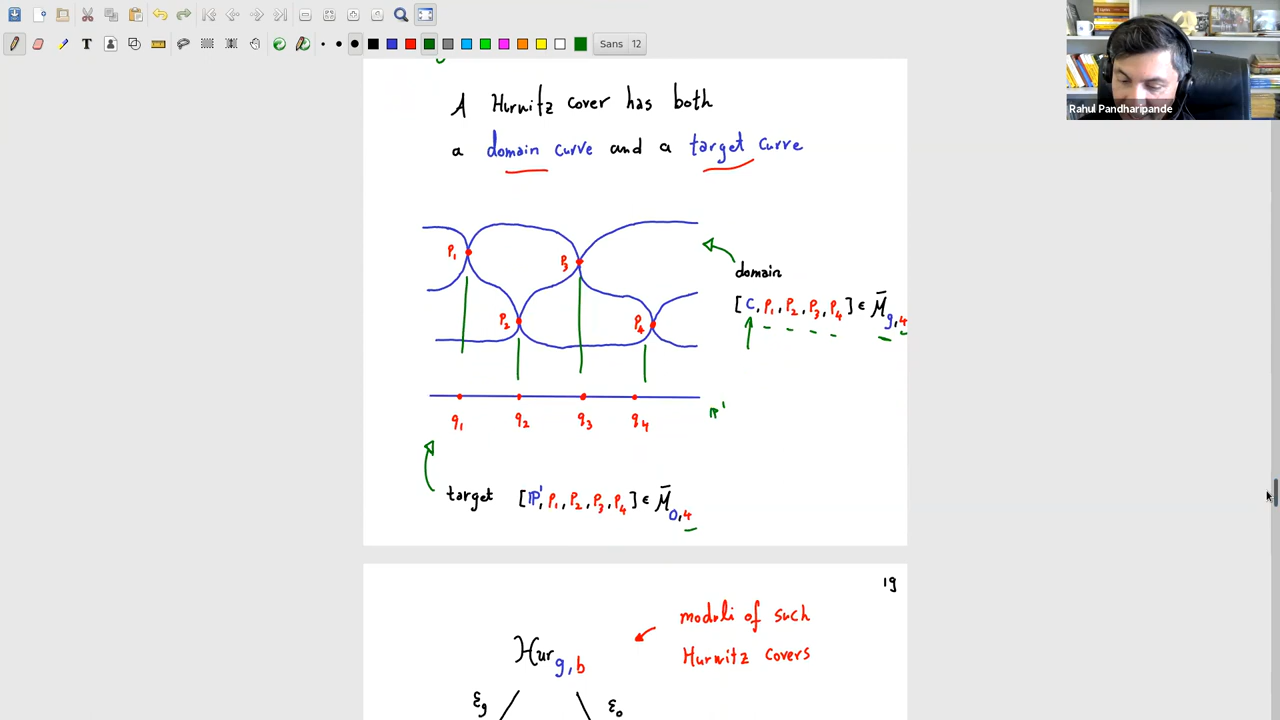 Sans 12
Rahul Pandharipande
A Hurwitz cover has both
a domain curve and a target curve
P1
P3
P2
P4
domain
[C, P1, P2, P3, P4] ∈ M̄g,4
q1 q2 q3 q4
ℙ¹
target [ℙ¹, P1, P2, P3, P4] ∈ M̄0,4
19
moduli of such
Hurg,b
Hurwitz covers
εg
ε0